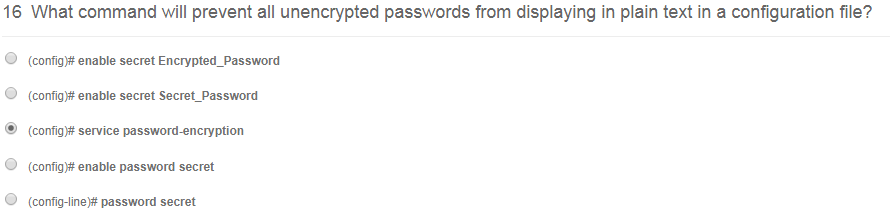 16 What command will prevent all unencrypted passwords from displaying in plain text in a configuration file?
(config)# enable secret Encrypted_Password
(config)# enable secret Secret_Password
(config)# service password-encryption
(config)# enable password secret
(config-line)# password secret